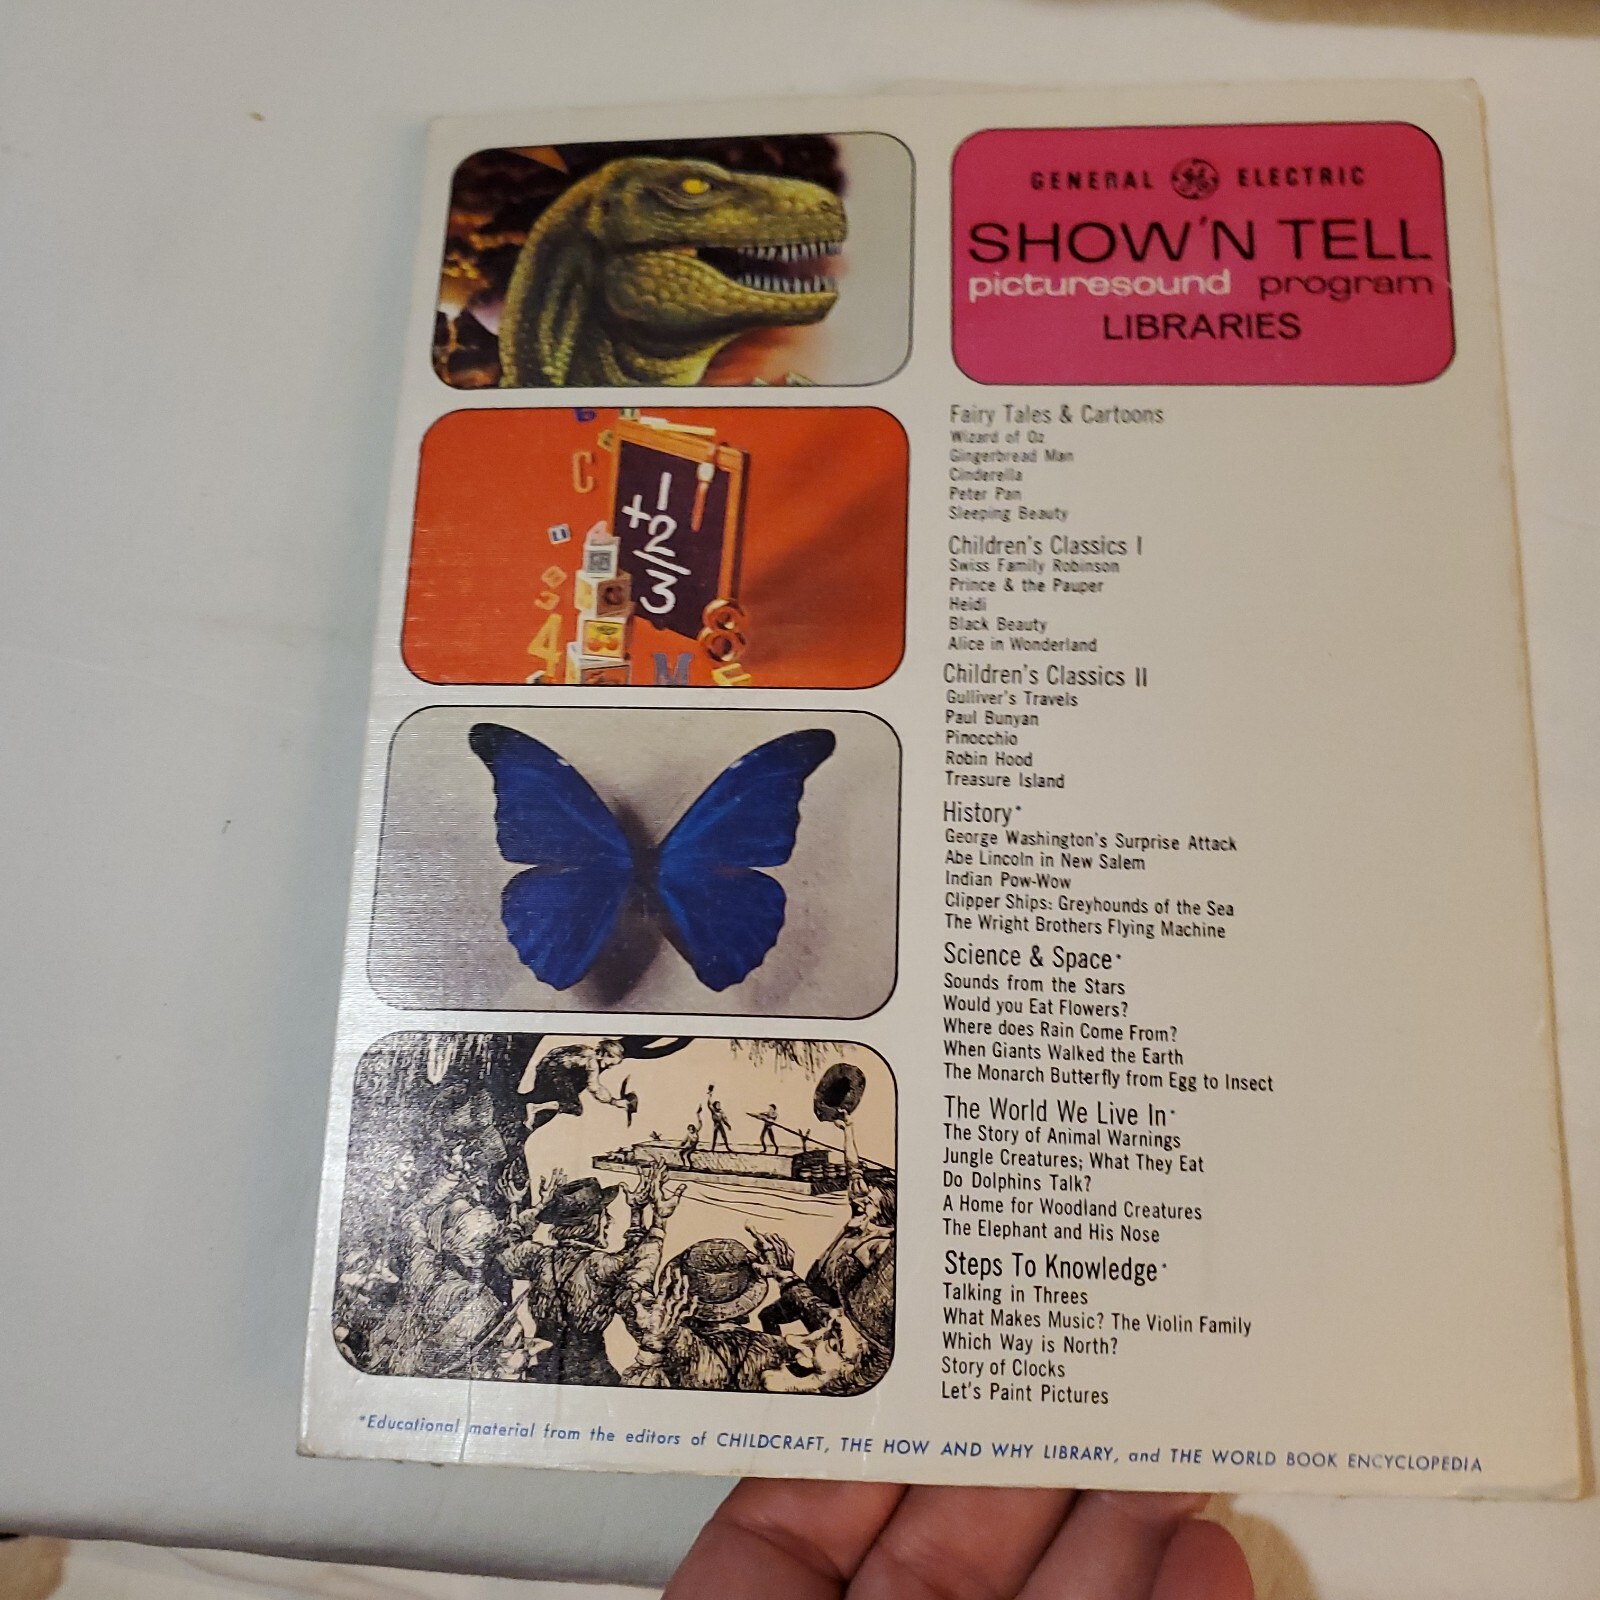 GENERAL GE ELECTRIC
SHOW'N TELL
picturesound program
LIBRARIES
Fairy Tales & Cartoons
Wizard of Oz
Gingerbread Man
Cinderella
Peter Pan
Sleeping Beauty
Children's Classics I
Swiss Family Robinson
Prince & the Pauper
Heidi
Black Beauty
Alice in Wonderland
Children's Classics II
Gulliver's Travels
Paul Bunyan
Pinocchio
Robin Hood
Treasure Island
History*
George Washington's Surprise Attack
Abe Lincoln in New Salem
Indian Pow-Wow
Clipper Ships: Greyhounds of the Sea
The Wright Brothers Flying Machine
Science & Space*
Sounds from the Stars
Would you Eat Flowers?
Where does Rain Come From?
When Giants Walked the Earth
The Monarch Butterfly from Egg to Insect
The World We Live In*
The Story of Animal Warnings
Jungle Creatures; What They Eat
Do Dolphins Talk?
A Home for Woodland Creatures
The Elephant and His Nose
Steps To Knowledge*
Talking in Threes
What Makes Music? The Violin Family
Which Way is North?
Story of Clocks
Let's Paint Pictures
C
1
+2
3
4
8
M
*Educational material from the editors of CHILDCRAFT, THE HOW AND WHY LIBRARY, and THE WORLD BOOK ENCYCLOPEDIA